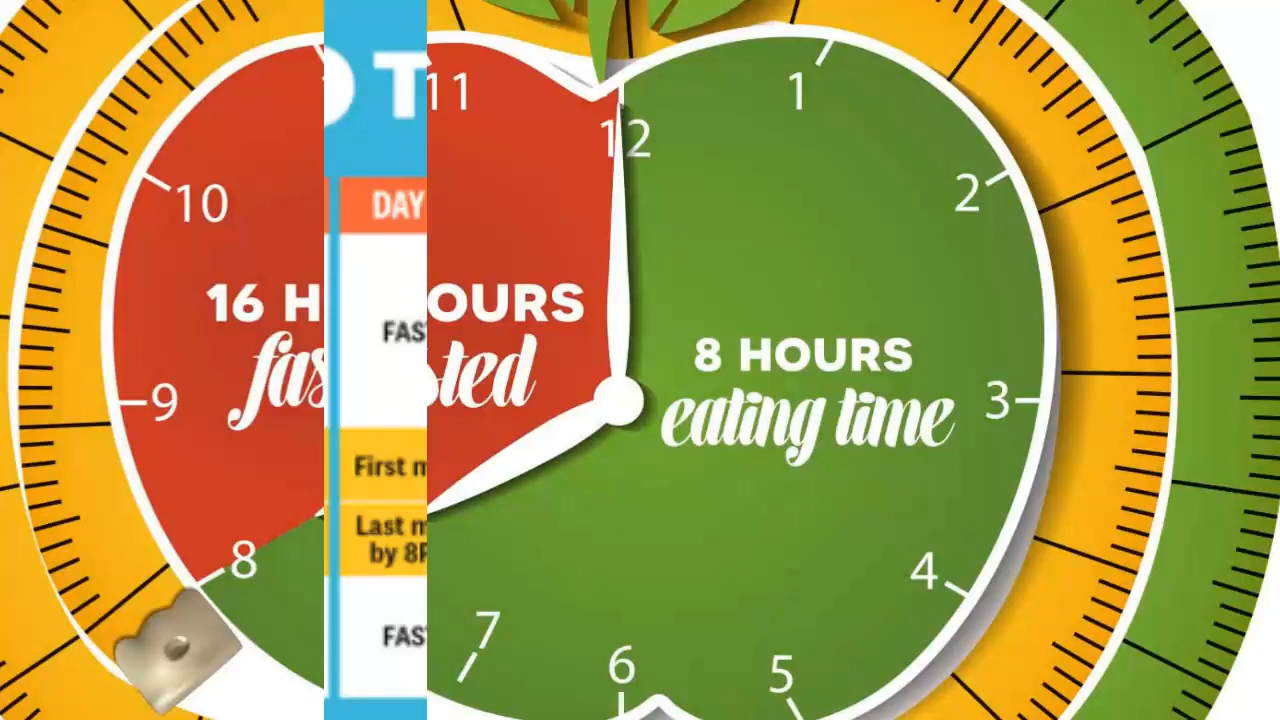 T
11
12
1
10
DAY
2
16 H
OURS
FAS
fas
ted
8 HOURS
9
eating time
3
First m
Last m
by 8P
8
4
7
FAS
6
5